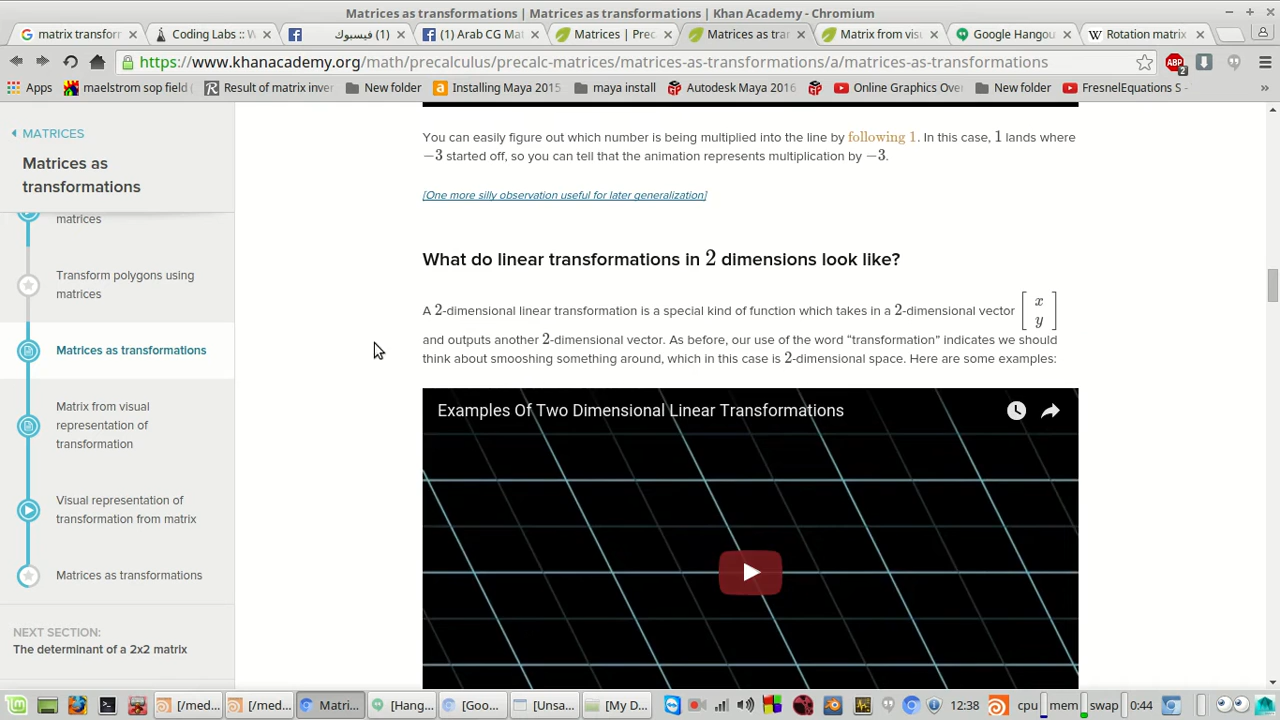 Matrices as transformations | Matrices as transformations | Khan Academy - Chromium
matrix transform
Coding Labs :: W
(1) فيسبوك
(1) Arab CG Mat
Matrices | Prec
Matrices as tran
Matrix from visu
Google Hangou
Rotation matrix
https://www.khanacademy.org/math/precalculus/precalc-matrices/matrices-as-transformations/a/matrices-as-transformations
ABP
2
Apps
maelstrom sop field (
Result of matrix inver
New folder
Installing Maya 2015
maya install
Autodesk Maya 2016
Online Graphics Ove
New folder
FresnelEquations S
»
MATRICES
Matrices as
transformations
matrices
Transform polygons using
matrices
Matrices as transformations
Matrix from visual
representation of
transformation
Visual representation of
transformation from matrix
Matrices as transformations
NEXT SECTION:
The determinant of a 2x2 matrix
You can easily figure out which number is being multiplied into the line by following 1. In this case, 1 lands where
−3 started off, so you can tell that the animation represents multiplication by −3.
[One more silly observation useful for later generalization]
What do linear transformations in 2 dimensions look like?
A 2-dimensional linear transformation is a special kind of function which takes in a 2-dimensional vector [x y]
and outputs another 2-dimensional vector. As before, our use of the word “transformation” indicates we should
think about smooshing something around, which in this case is 2-dimensional space. Here are some examples:
Examples Of Two Dimensional Linear Transformations
[/med...
[/med...
Matri...
[Hang...
[Goo...
[Unsa...
[My D...
12:38
cpu
mem
swap
0:44